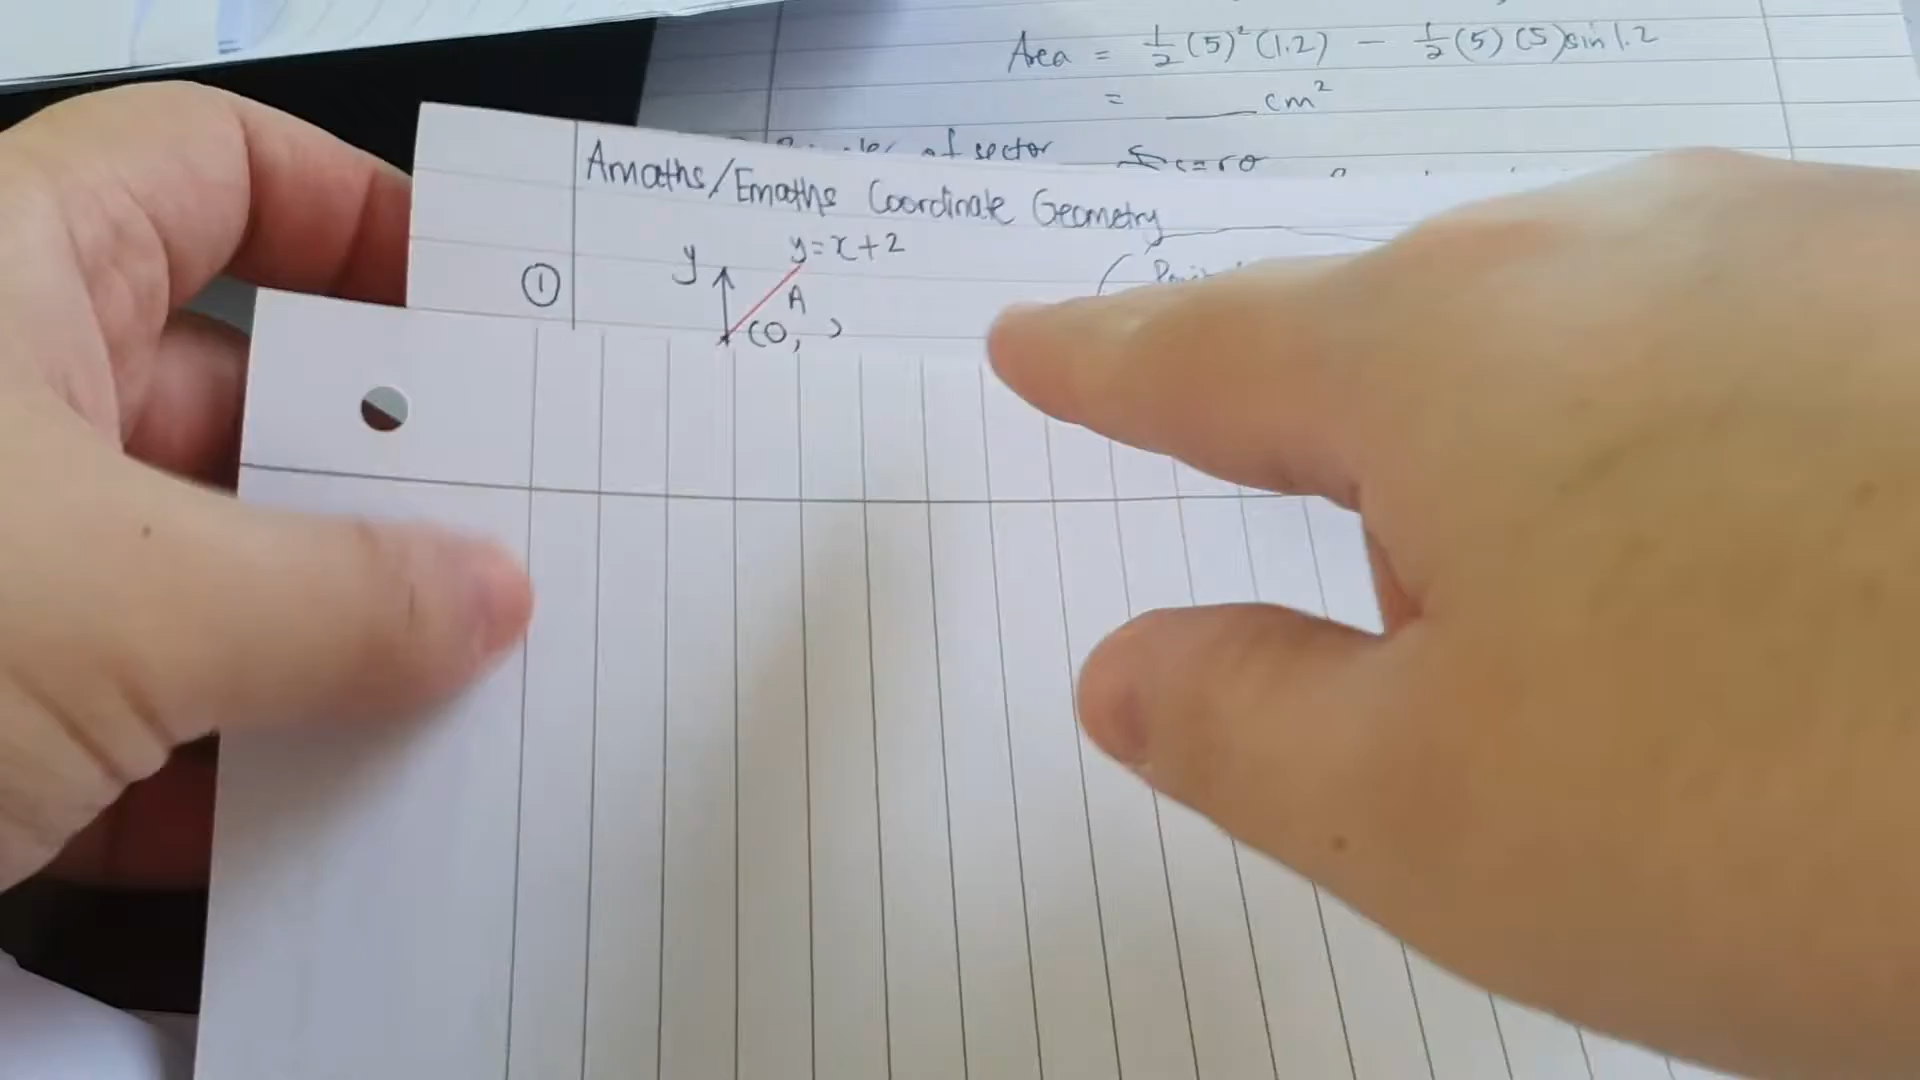 Area = 1/2 (5)² (1.2) − 1/2 (5) (5) sin 1.2
= ____ cm²
of sector
Amaths/Emaths Coordinate Geometry
y y=x+2
① A
(0, )